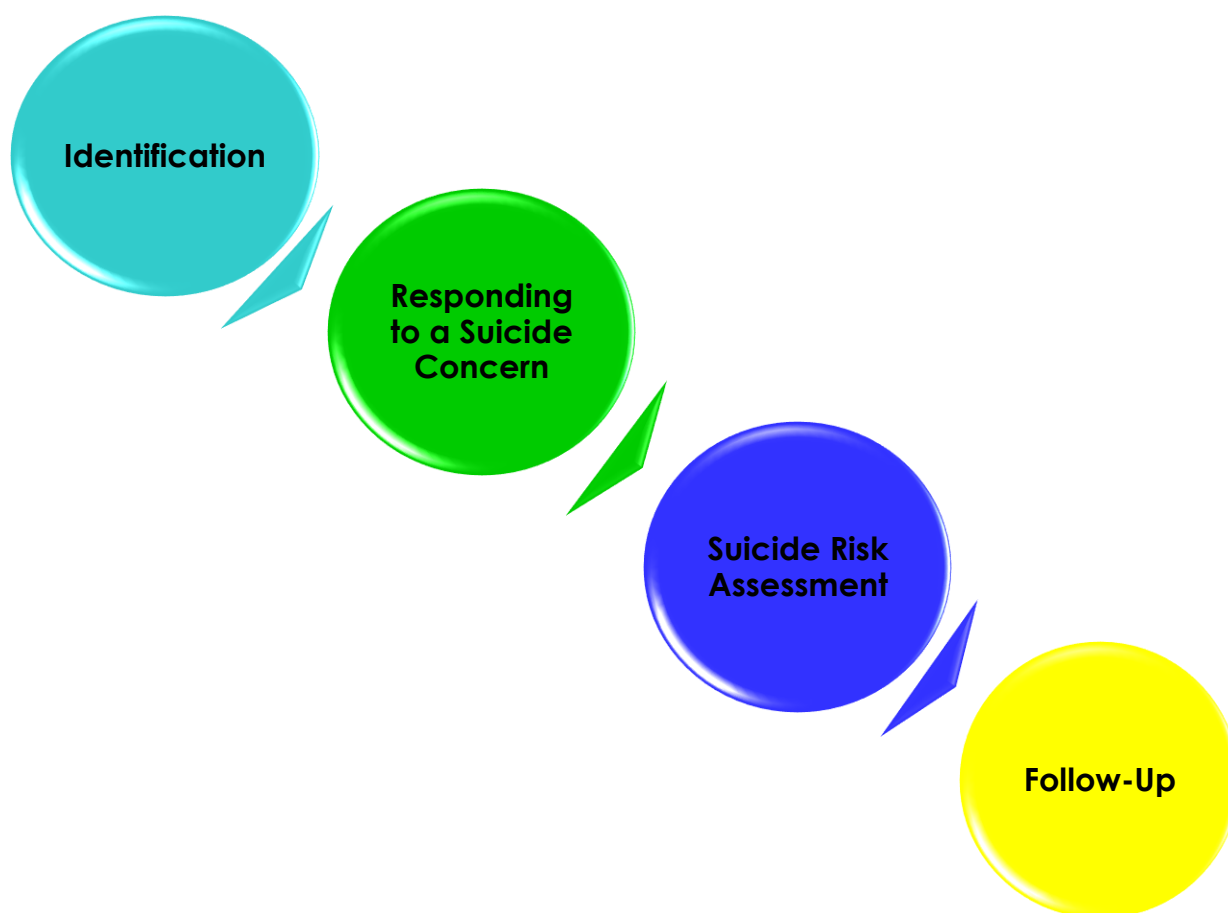 Identification
Responding
to a Suicide
Concern
Suicide Risk
Assessment
Follow-Up